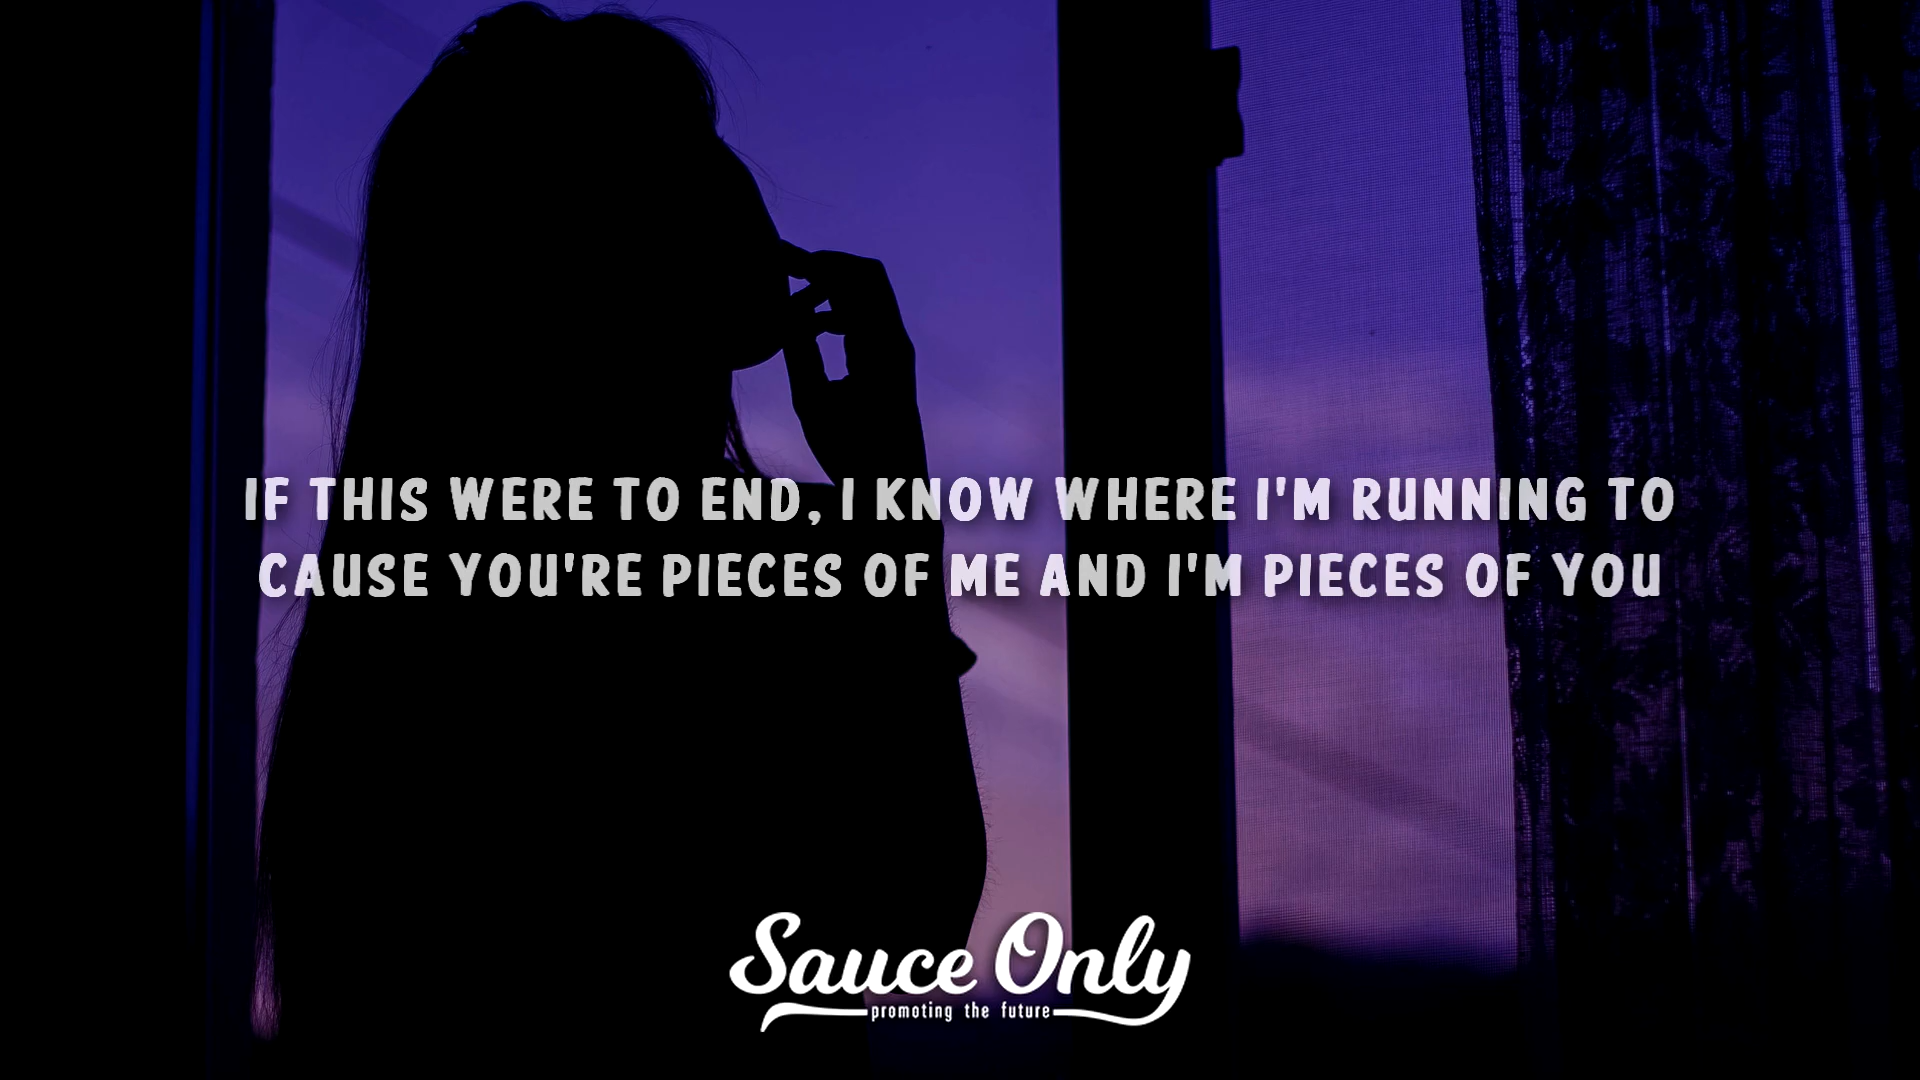 IF THIS WERE TO END, I KNOW WHERE I'M RUNNING TO
CAUSE YOU'RE PIECES OF ME AND I'M PIECES OF YOU
Sauce Only
promoting the future